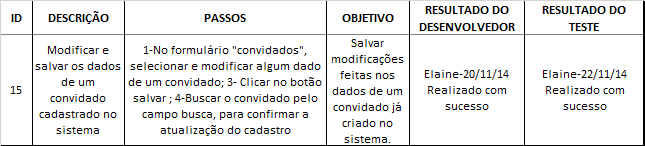 ID
DESCRIÇÃO
PASSOS
OBJETIVO
RESULTADO DO
DESENVOLVEDOR
RESULTADO DO
TESTE
15
Modificar e
salvar os dados
de um
convidado
cadastrado no
sistema
1-No formulário "convidados",
selecionar e modificar algum dado
de um convidado; 3- Clicar no botão
salvar ; 4-Buscar o convidado pelo
campo busca, para confirmar a
atualização do cadastro
Salvar
modificações
feitas nos
dados de um
convidado já
criado no
sistema.
Elaine-20/11/14
Realizado com
sucesso
Elaine-22/11/14
Realizado com
sucesso